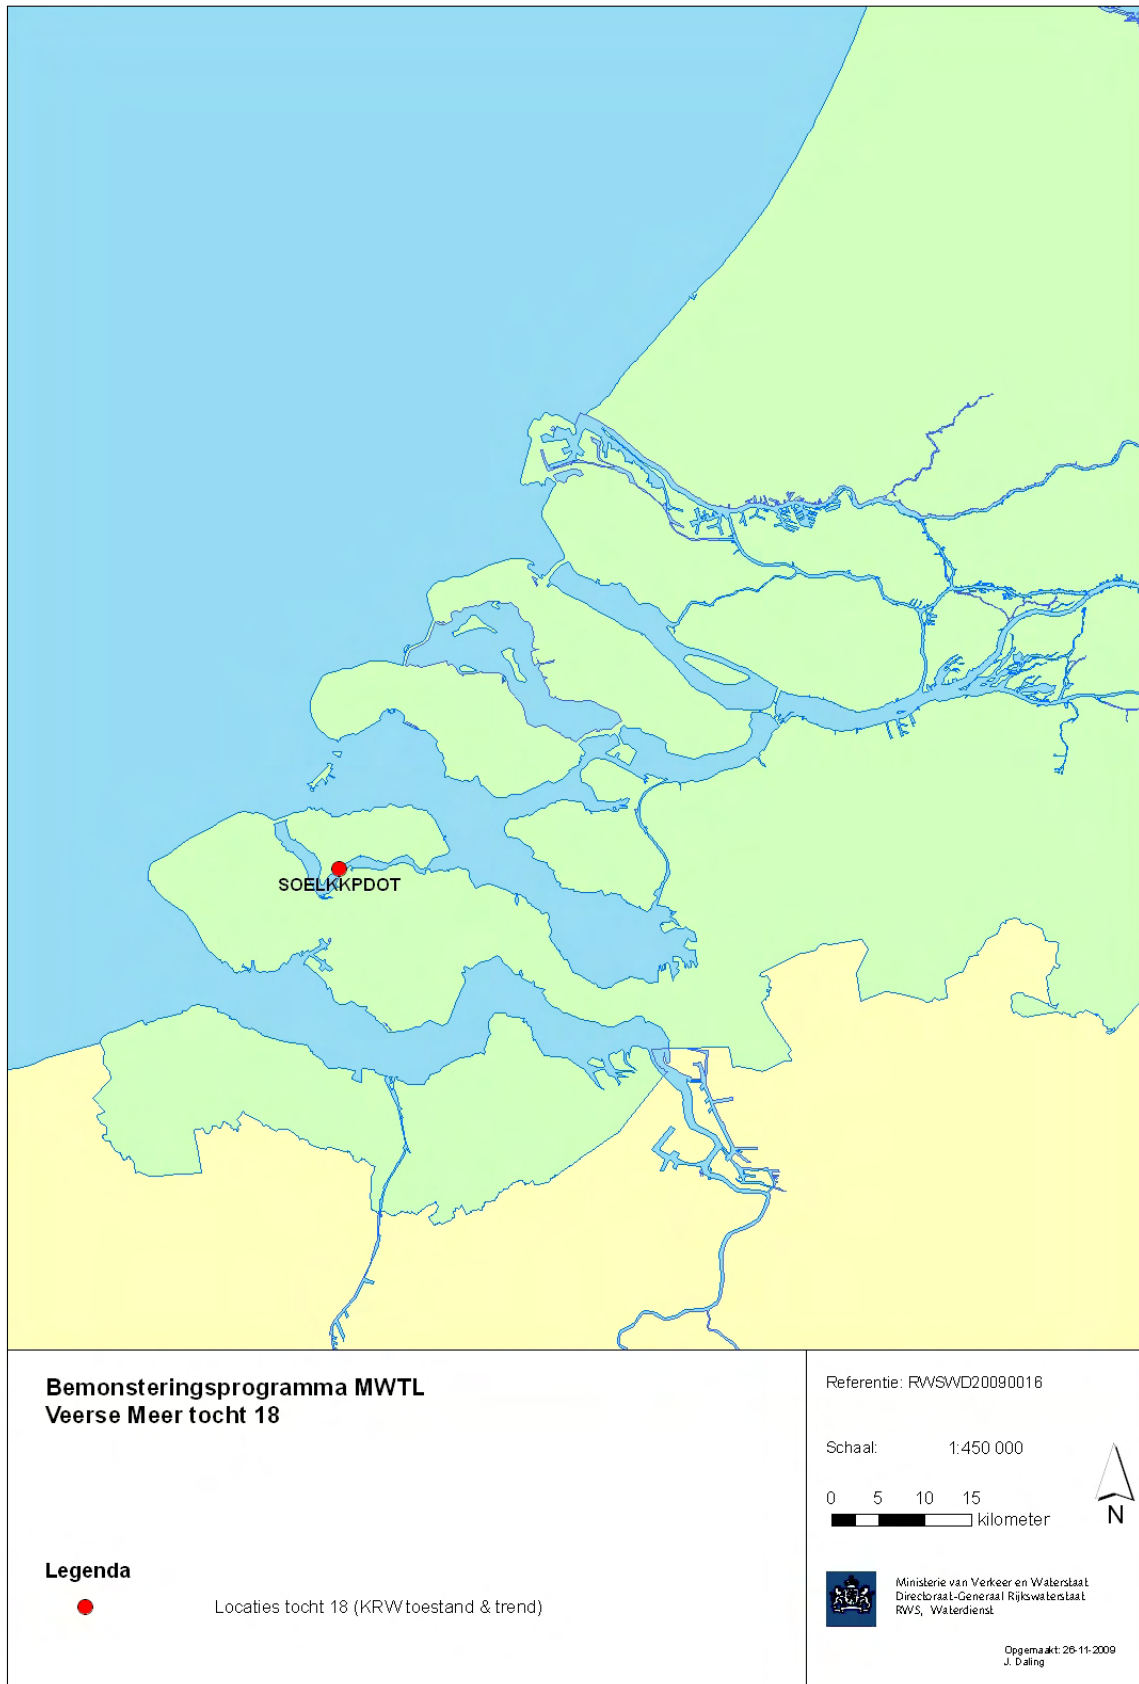 SOELKKPDOT
Bemonsteringsprogramma MWTL
Veerse Meer tocht 18
Legenda
Locaties tocht 18 (KRW toestand & trend)
Referentie: RWSWD20090016
Schaal: 1:450 000
0 5 10 15
kilometer
N
Ministerie van Verkeer en Waterstaat
Directoraat-Generaal Rijkswaterstaat
RWS, Waterdienst
Opgemaakt: 26-11-2009
J. Daling